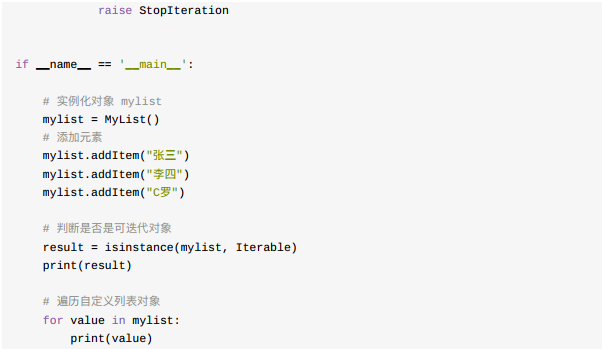 raise StopIteration
if __name__ == '__main__':
# 实例化对象 mylist
mylist = MyList()
# 添加元素
mylist.addItem("张三")
mylist.addItem("李四")
mylist.addItem("C罗")
# 判断是否是可迭代对象
result = isinstance(mylist, Iterable)
print(result)
# 遍历自定义列表对象
for value in mylist:
print(value)